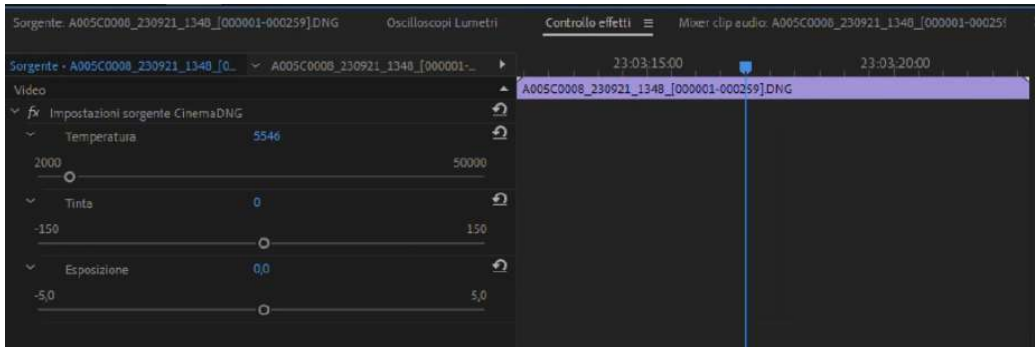 Sorgente: A005C0008_230921_1348_[000001-000259].DNG Oscilloscopi Lumetri Controllo effetti Mixer clip audio: A005C0008_230921_1348_[000001-00025
Sorgente - A005C0008_230921_1348_[0... A005C0008_230921_1348_[000001-... 23:03:15:00 23:03:20:00
Video A005C0008_230921_1348_[000001-000259].DNG
fx Impostazioni sorgente CinemaDNG
Temperatura 5546
2000 50000
Tinta 0
-150 150
Esposizione 0,0
-5,0 5,0